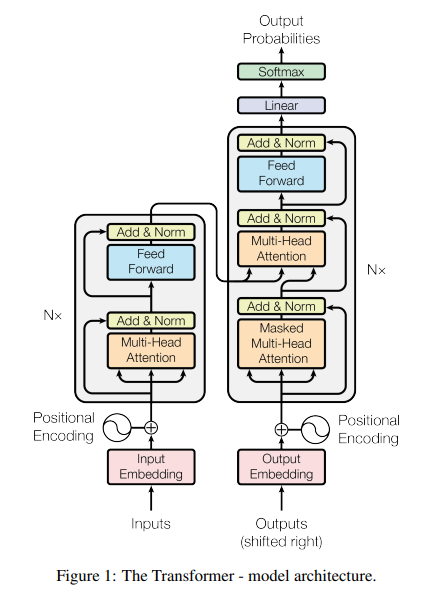 Output
Probabilities
Softmax
Linear
Add & Norm
Feed
Forward
Add & Norm
Multi-Head
Attention
Add & Norm
Masked
Multi-Head
Attention
N×
Add & Norm
Feed
Forward
Add & Norm
Multi-Head
Attention
N×
Positional
Encoding
Positional
Encoding
Input
Embedding
Output
Embedding
Inputs
Outputs
(shifted right)
Figure 1: The Transformer - model architecture.